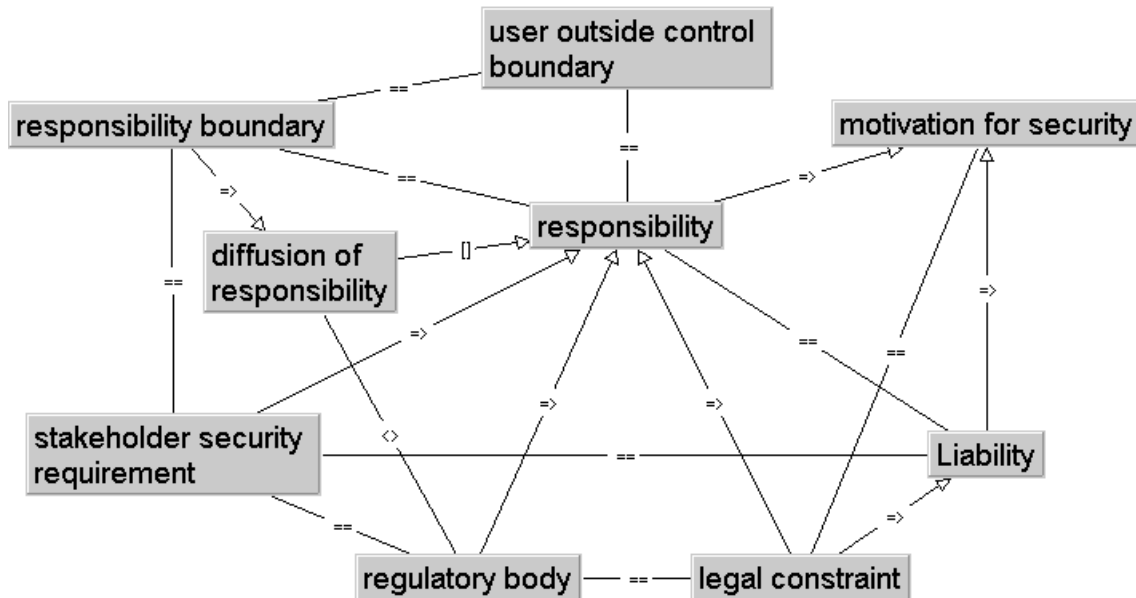 user outside control
boundary
==
responsibility boundary
motivation for security
==
==
=>
=>
responsibility
diffusion of
responsibility
[]
==
=>
=>
==
==
=>
=>
<>
stakeholder security
requirement
==
Liability
==
=>
regulatory body
==
legal constraint